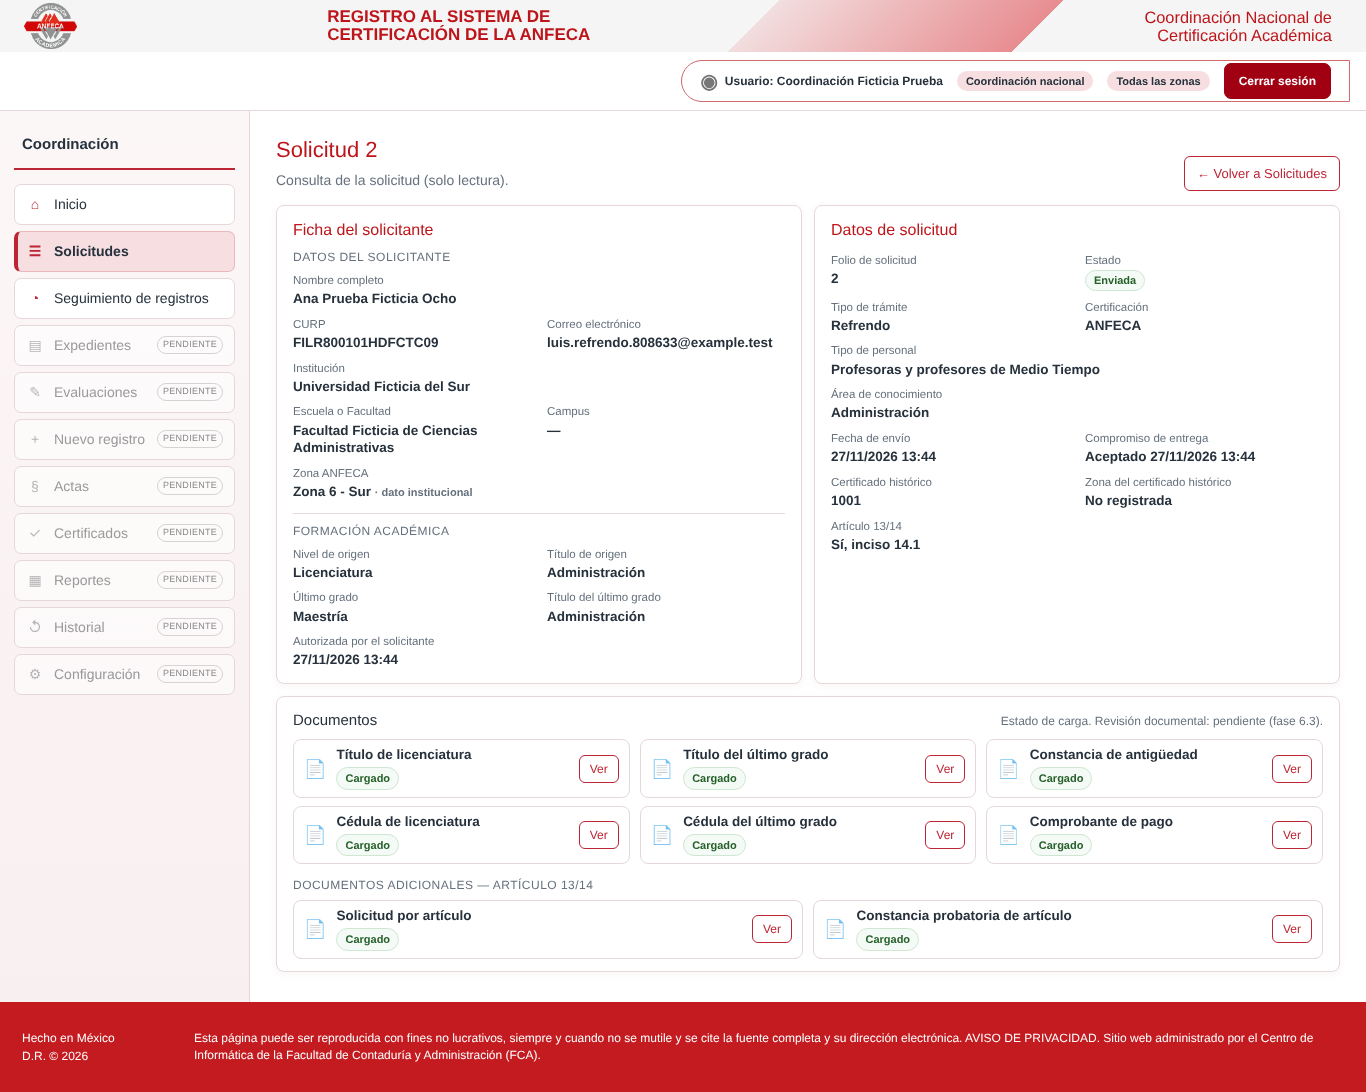 CERTIFICACIÓN
ANFECA
ACADÉMICA
REGISTRO AL SISTEMA DE
CERTIFICACIÓN DE LA ANFECA
Coordinación Nacional de
Certificación Académica
Usuario: Coordinación Ficticia Prueba
Coordinación nacional
Todas las zonas
Cerrar sesión
Coordinación
Inicio
Solicitudes
Seguimiento de registros
Expedientes PENDIENTE
Evaluaciones PENDIENTE
Nuevo registro PENDIENTE
Actas PENDIENTE
Certificados PENDIENTE
Reportes PENDIENTE
Historial PENDIENTE
Configuración PENDIENTE
Solicitud 2
Consulta de la solicitud (solo lectura).
← Volver a Solicitudes
Ficha del solicitante
DATOS DEL SOLICITANTE
Nombre completo
Ana Prueba Ficticia Ocho
CURP
FILR800101HDFCTC09
Correo electrónico
luis.refrendo.808633@example.test
Institución
Universidad Ficticia del Sur
Escuela o Facultad
Facultad Ficticia de Ciencias
Administrativas
Campus
—
Zona ANFECA
Zona 6 - Sur · dato institucional
FORMACIÓN ACADÉMICA
Nivel de origen
Licenciatura
Título de origen
Administración
Último grado
Maestría
Título del último grado
Administración
Autorizada por el solicitante
27/11/2026 13:44
Datos de solicitud
Folio de solicitud
2
Estado
Enviada
Tipo de trámite
Refrendo
Certificación
ANFECA
Tipo de personal
Profesoras y profesores de Medio Tiempo
Área de conocimiento
Administración
Fecha de envío
27/11/2026 13:44
Compromiso de entrega
Aceptado 27/11/2026 13:44
Certificado histórico
1001
Zona del certificado histórico
No registrada
Artículo 13/14
Sí, inciso 14.1
Documentos
Estado de carga. Revisión documental: pendiente (fase 6.3).
Título de licenciatura
Cargado
Ver
Título del último grado
Cargado
Ver
Constancia de antigüedad
Cargado
Ver
Cédula de licenciatura
Cargado
Ver
Cédula del último grado
Cargado
Ver
Comprobante de pago
Cargado
Ver
DOCUMENTOS ADICIONALES — ARTÍCULO 13/14
Solicitud por artículo
Cargado
Ver
Constancia probatoria de artículo
Cargado
Ver
Hecho en México
D.R. © 2026
Esta página puede ser reproducida con fines no lucrativos, siempre y cuando no se mutile y se cite la fuente completa y su dirección electrónica. AVISO DE PRIVACIDAD. Sitio web administrado por el Centro de
Informática de la Facultad de Contaduría y Administración (FCA).